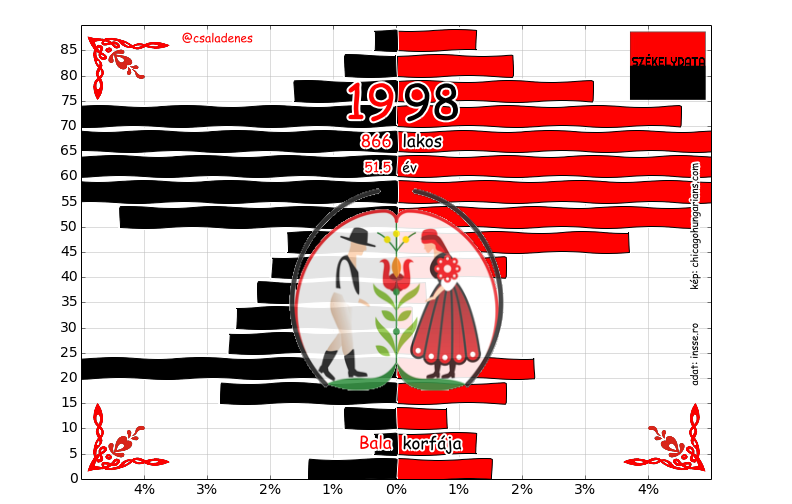 @csaladenes
SZÉKELYDATA
1998
866 lakos
51.5 év
kép: chicagohungarians.com
adat: insse.ro
Bala korfája
85
80
75
70
65
60
55
50
45
40
35
30
25
20
15
10
5
0
4% 3% 2% 1% 0% 1% 2% 3% 4%